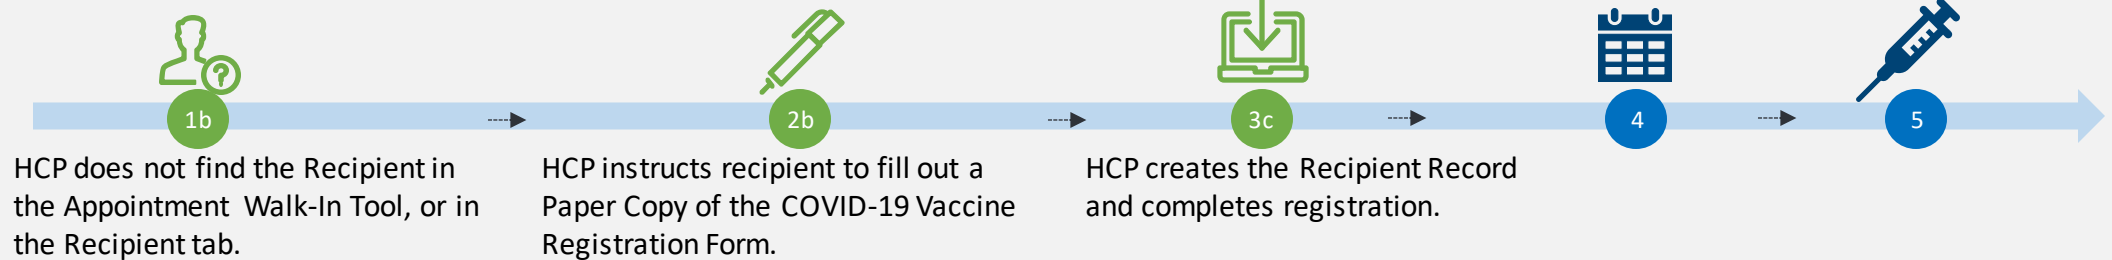 ?
1b
2b
3c
4
5
HCP does not find the Recipient in
the Appointment Walk-In Tool, or in
the Recipient tab.
HCP instructs recipient to fill out a
Paper Copy of the COVID-19 Vaccine
Registration Form.
HCP creates the Recipient Record
and completes registration.